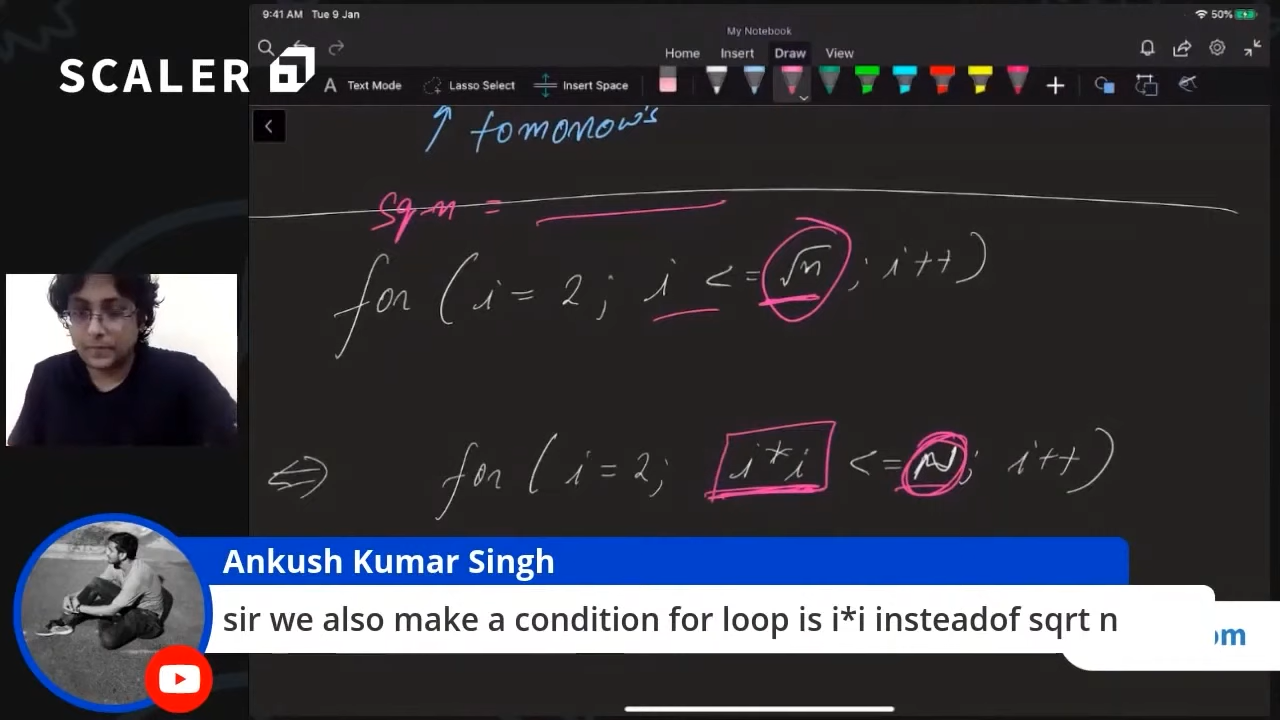 9:41 AM Tue 9 Jan
50%
My Notebook
Home Insert Draw View
SCALER
A Text Mode Lasso Select Insert Space
↑ tomorrow's
sqrn =
for ( i = 2 ; i <= √n ; i++)
⇔ for ( i = 2; i*i <= N; i++)
Ankush Kumar Singh
sir we also make a condition for loop is i*i insteadof sqrt n
om